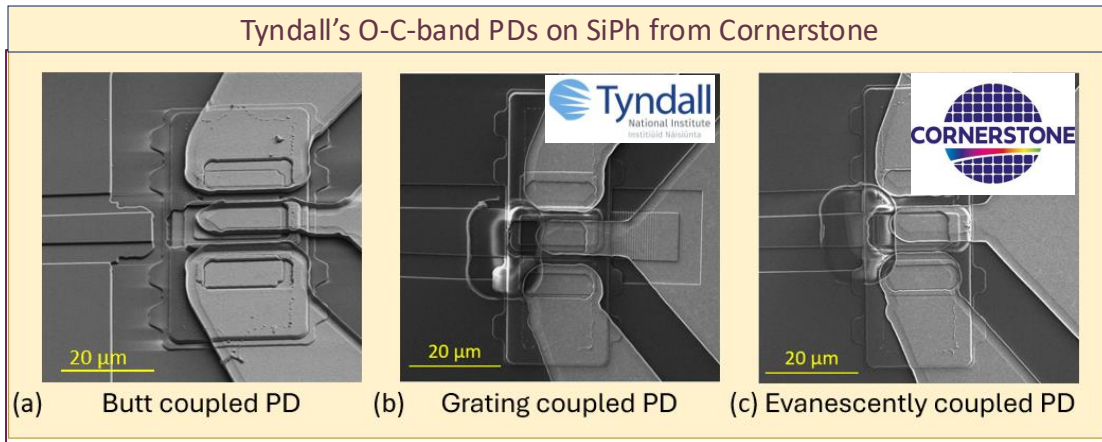 Tyndall's O-C-band PDs on SiPh from Cornerstone
Tyndall
National Institute
Institiúid Náisiúnta
CORNERSTONE
20 µm
20 µm
20 µm
(a) Butt coupled PD
(b) Grating coupled PD
(c) Evanescently coupled PD